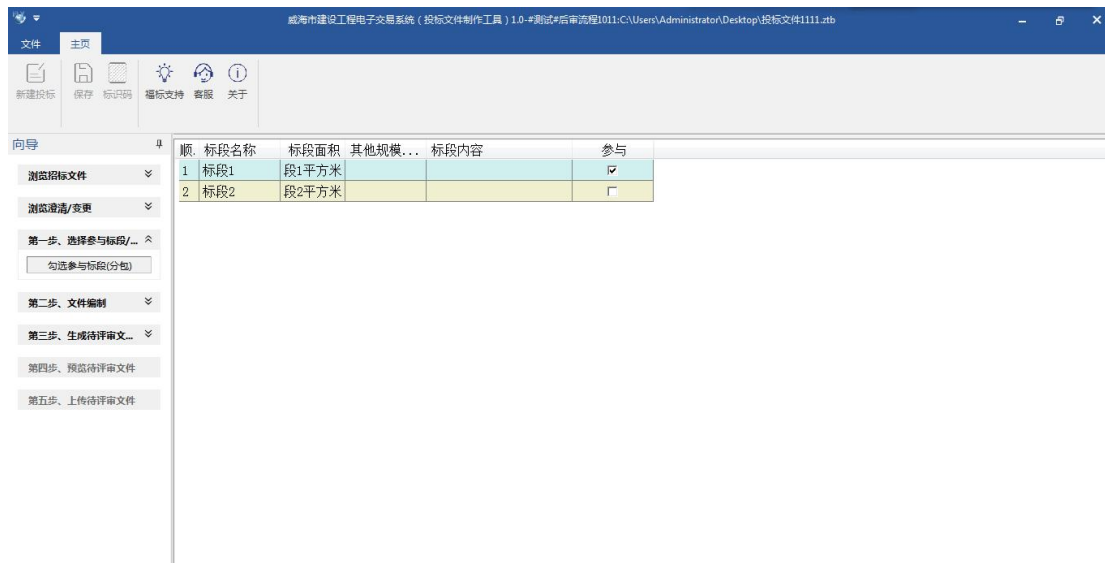 威海市建设工程电子交易系统（投标文件制作工具）1.0-#测试#后审流程1011:C:\Users\Administrator\Desktop\投标文件1111.ztb
文件 主页
新建投标 保存 标识码 福标支持 客服 关于
向导
浏览招标文件
浏览澄清/变更
第一步、选择参与标段/...
勾选参与标段(分包)
第二步、文件编制
第三步、生成待评审文...
第四步、预览待评审文件
第五步、上传待评审文件
顺. 标段名称 标段面积 其他规模... 标段内容 参与
1 标段1 段1平方米
2 标段2 段2平方米